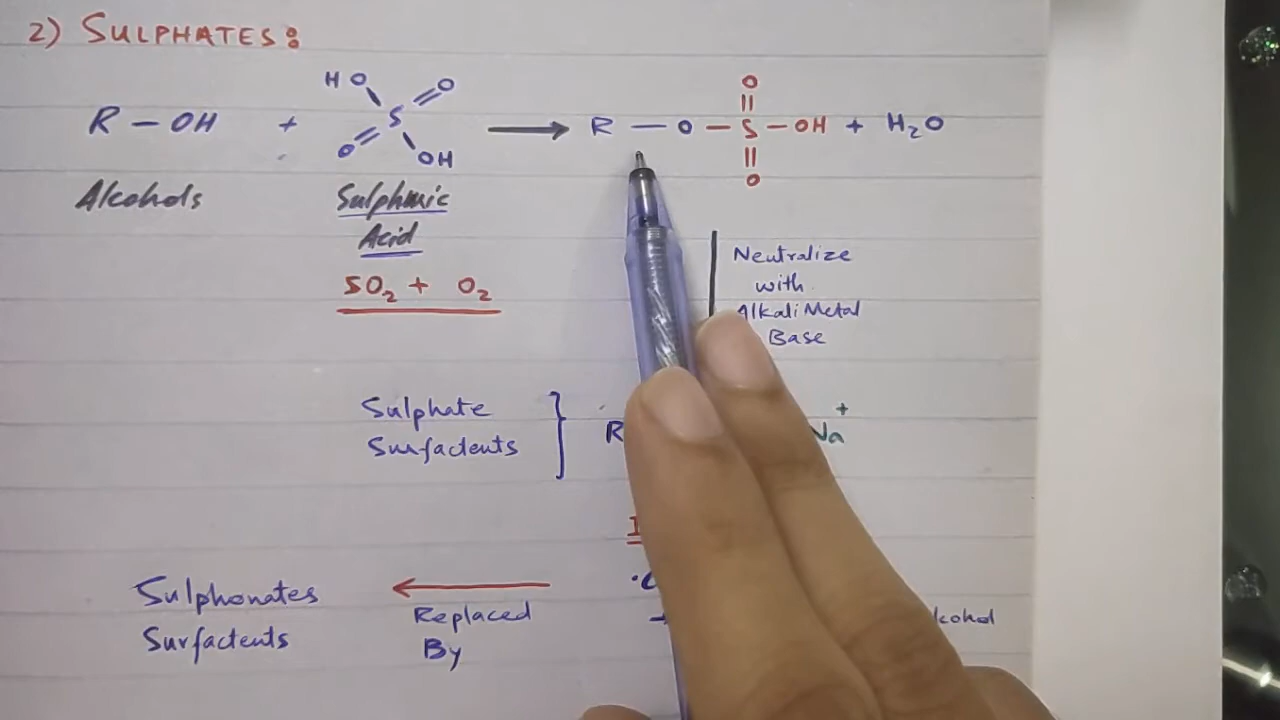 2) SULPHATES:
HO O
R — OH + S → R — O — S — OH + H2O
O OH
O
O
Alcohols
Sulphuric
Acid
SO2 + O2
Neutralize
with
Alkali Metal
Base
Sulphate
Surfactents
R Na+
Sulphonates
Surfactents
Replaced
By